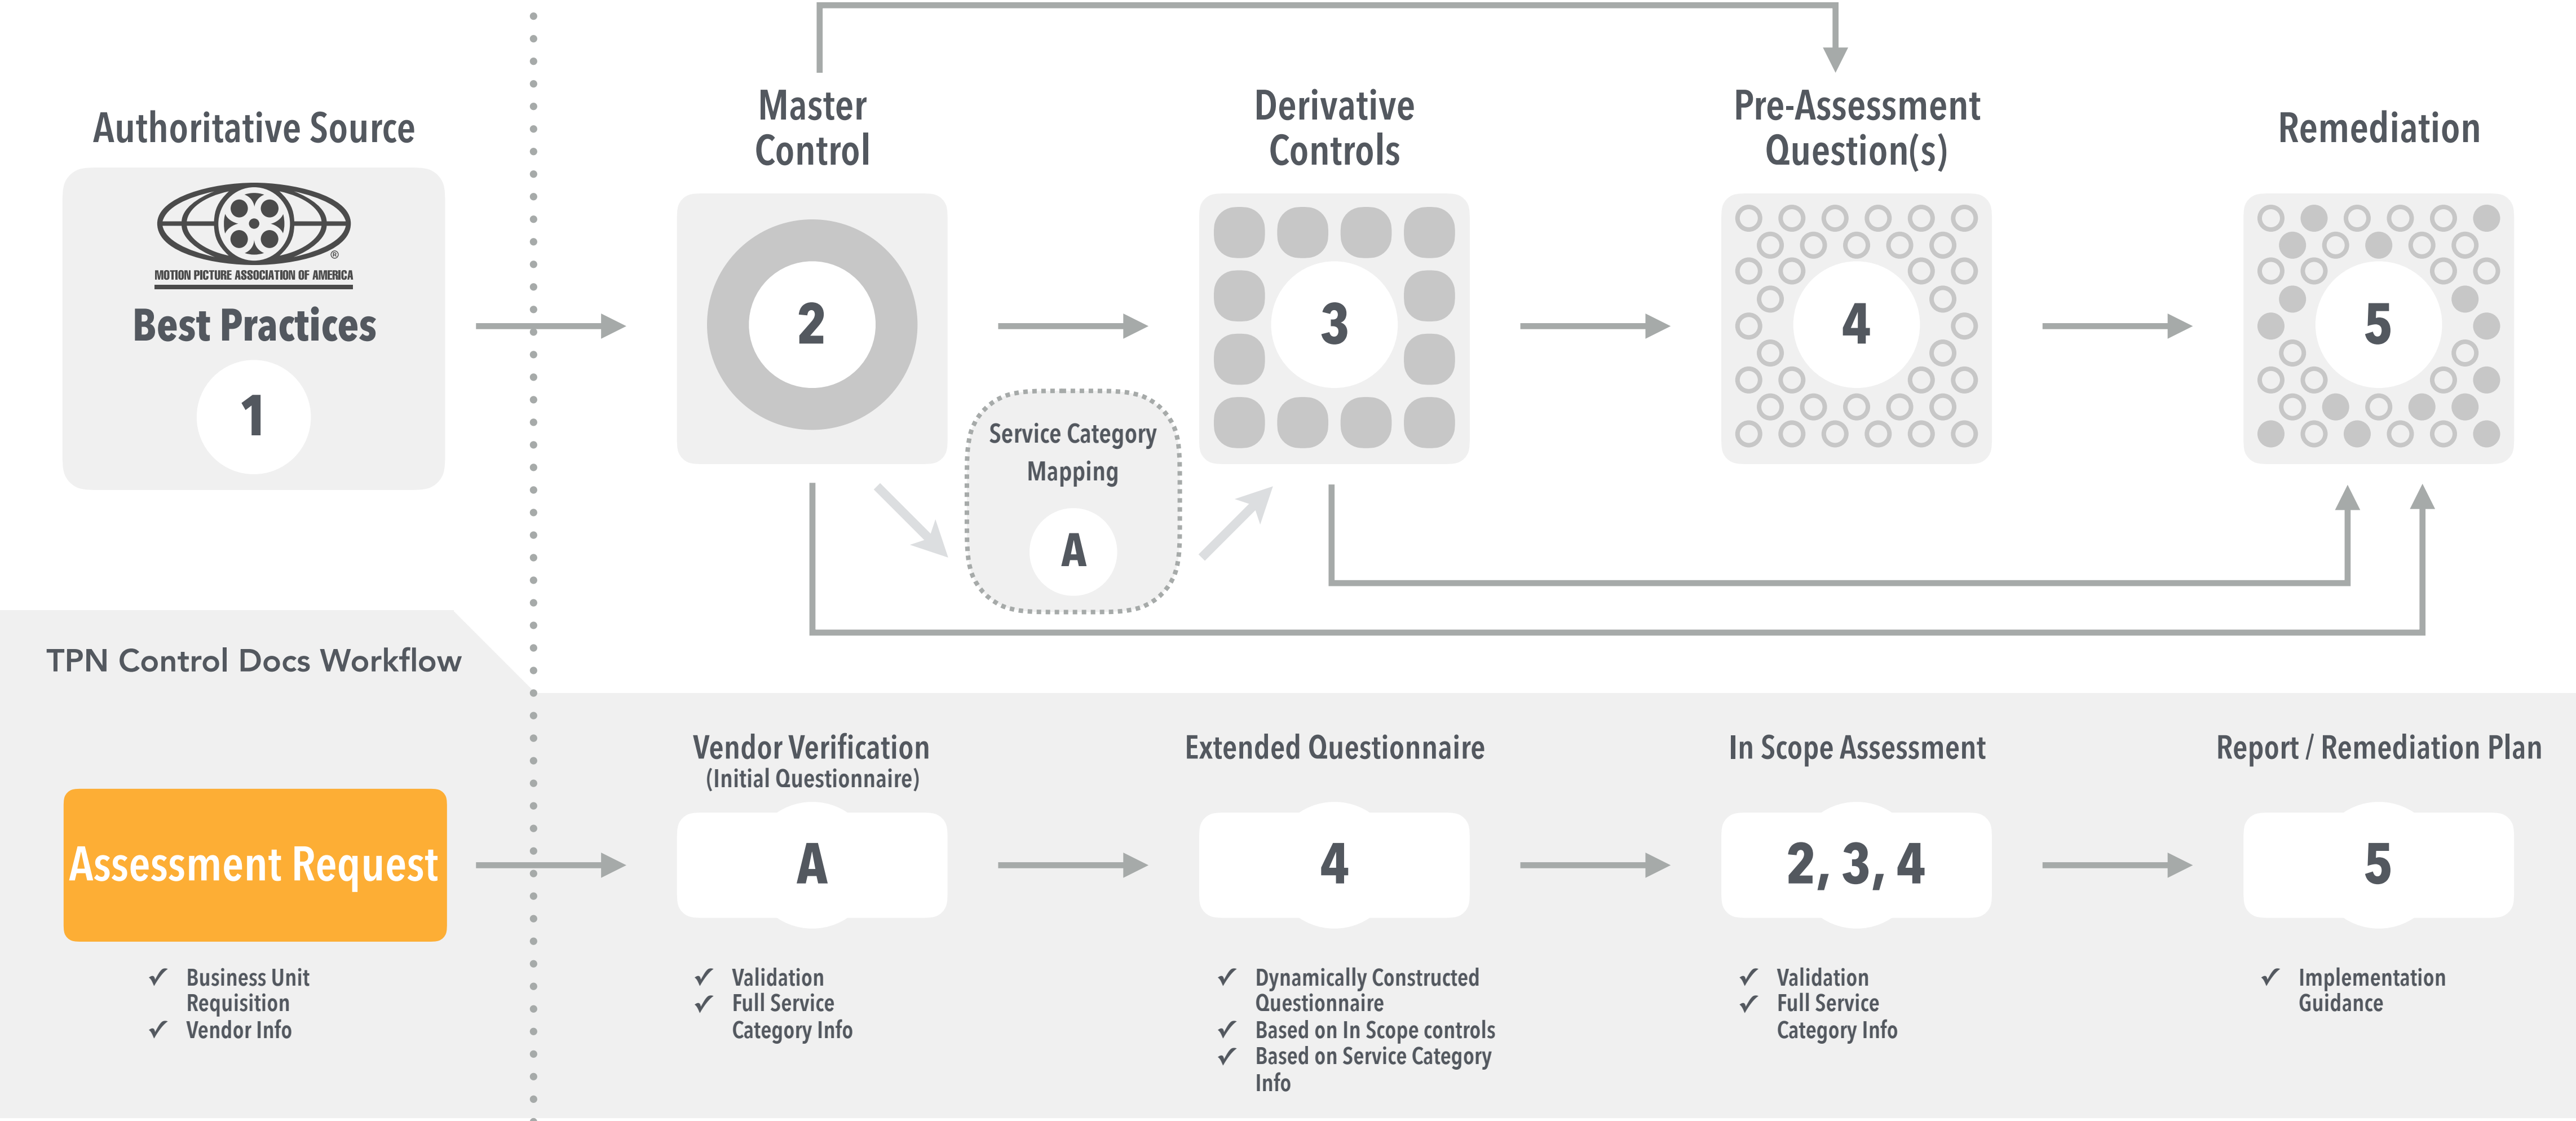 Authoritative Source
MOTION PICTURE ASSOCIATION OF AMERICA
®
Best Practices
1
Master
Control
2
Service Category
Mapping
A
Derivative
Controls
3
Pre-Assessment
Question(s)
4
Remediation
5
TPN Control Docs Workflow
Assessment Request
✓ Business Unit
Requisition
✓ Vendor Info
Vendor Verification
(Initial Questionnaire)
A
✓ Validation
✓ Full Service
Category Info
Extended Questionnaire
4
✓ Dynamically Constructed
Questionnaire
✓ Based on In Scope controls
✓ Based on Service Category
Info
In Scope Assessment
2, 3, 4
✓ Validation
✓ Full Service
Category Info
Report / Remediation Plan
5
✓ Implementation
Guidance